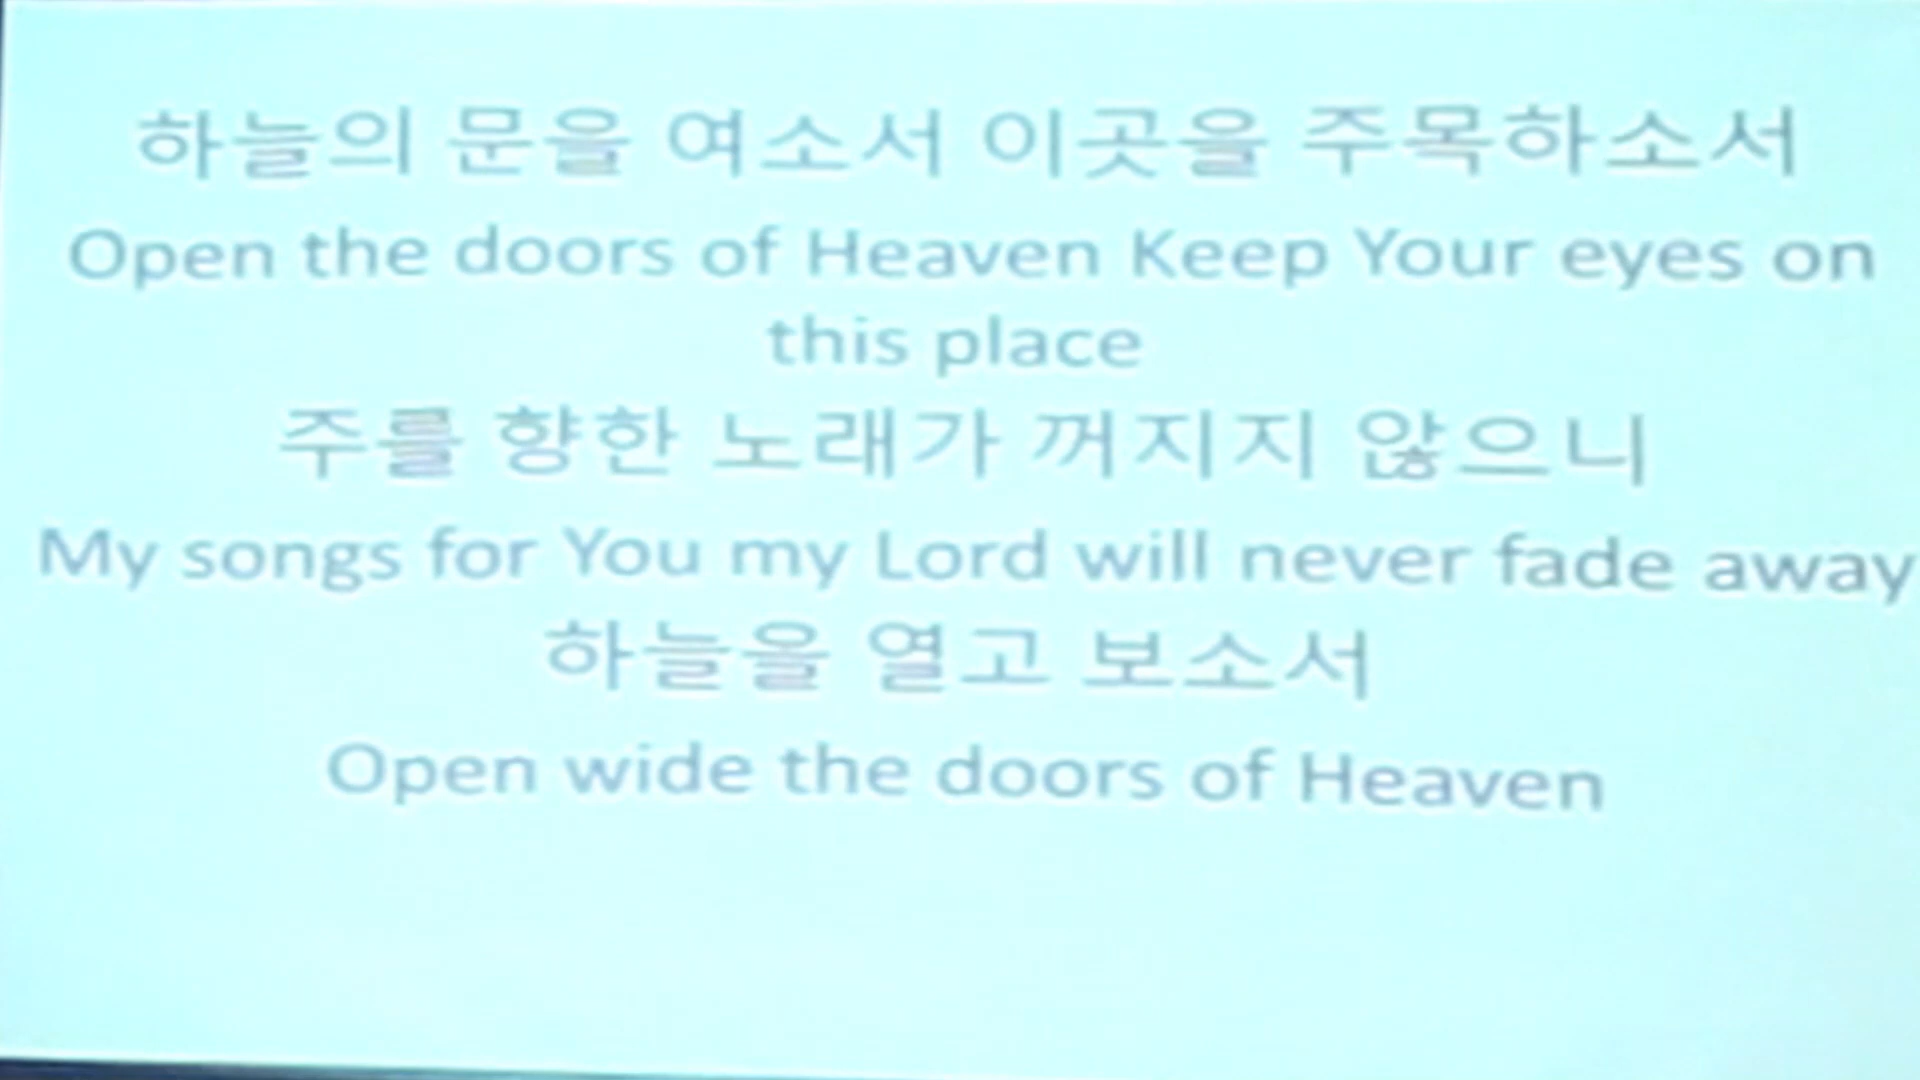 하늘의 문을 여소서 이곳을 주목하소서
Open the doors of Heaven Keep Your eyes on
this place
주를 향한 노래가 꺼지지 않으니
My songs for You my Lord will never fade away
하늘을 열고 보소서
Open wide the doors of Heaven